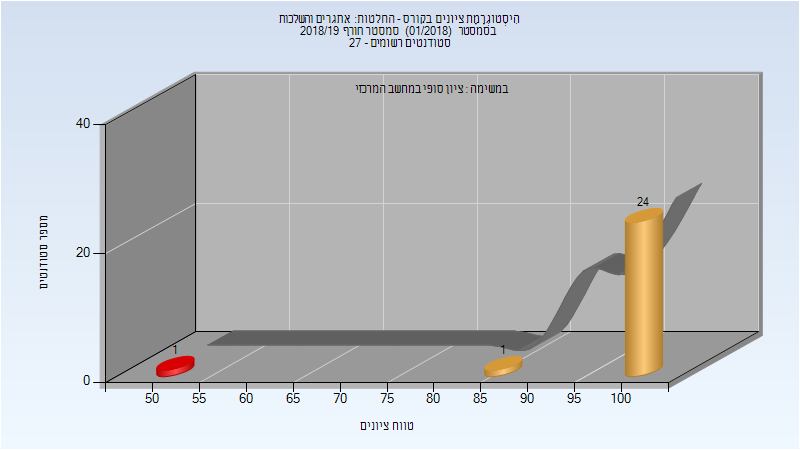 היסטוגרמת ציונים בקורס - החלטות: אתגרים והשלכות
בסמסטר (01/2018) סמסטר חורף 2018/19
סטודנטים רשומים - 27
במשימה : ציון סופי במחשב המרכזי
מספר סטודנטים
40
20
0
1
1
24
50 55 60 65 70 75 80 85 90 95 100
טווח ציונים